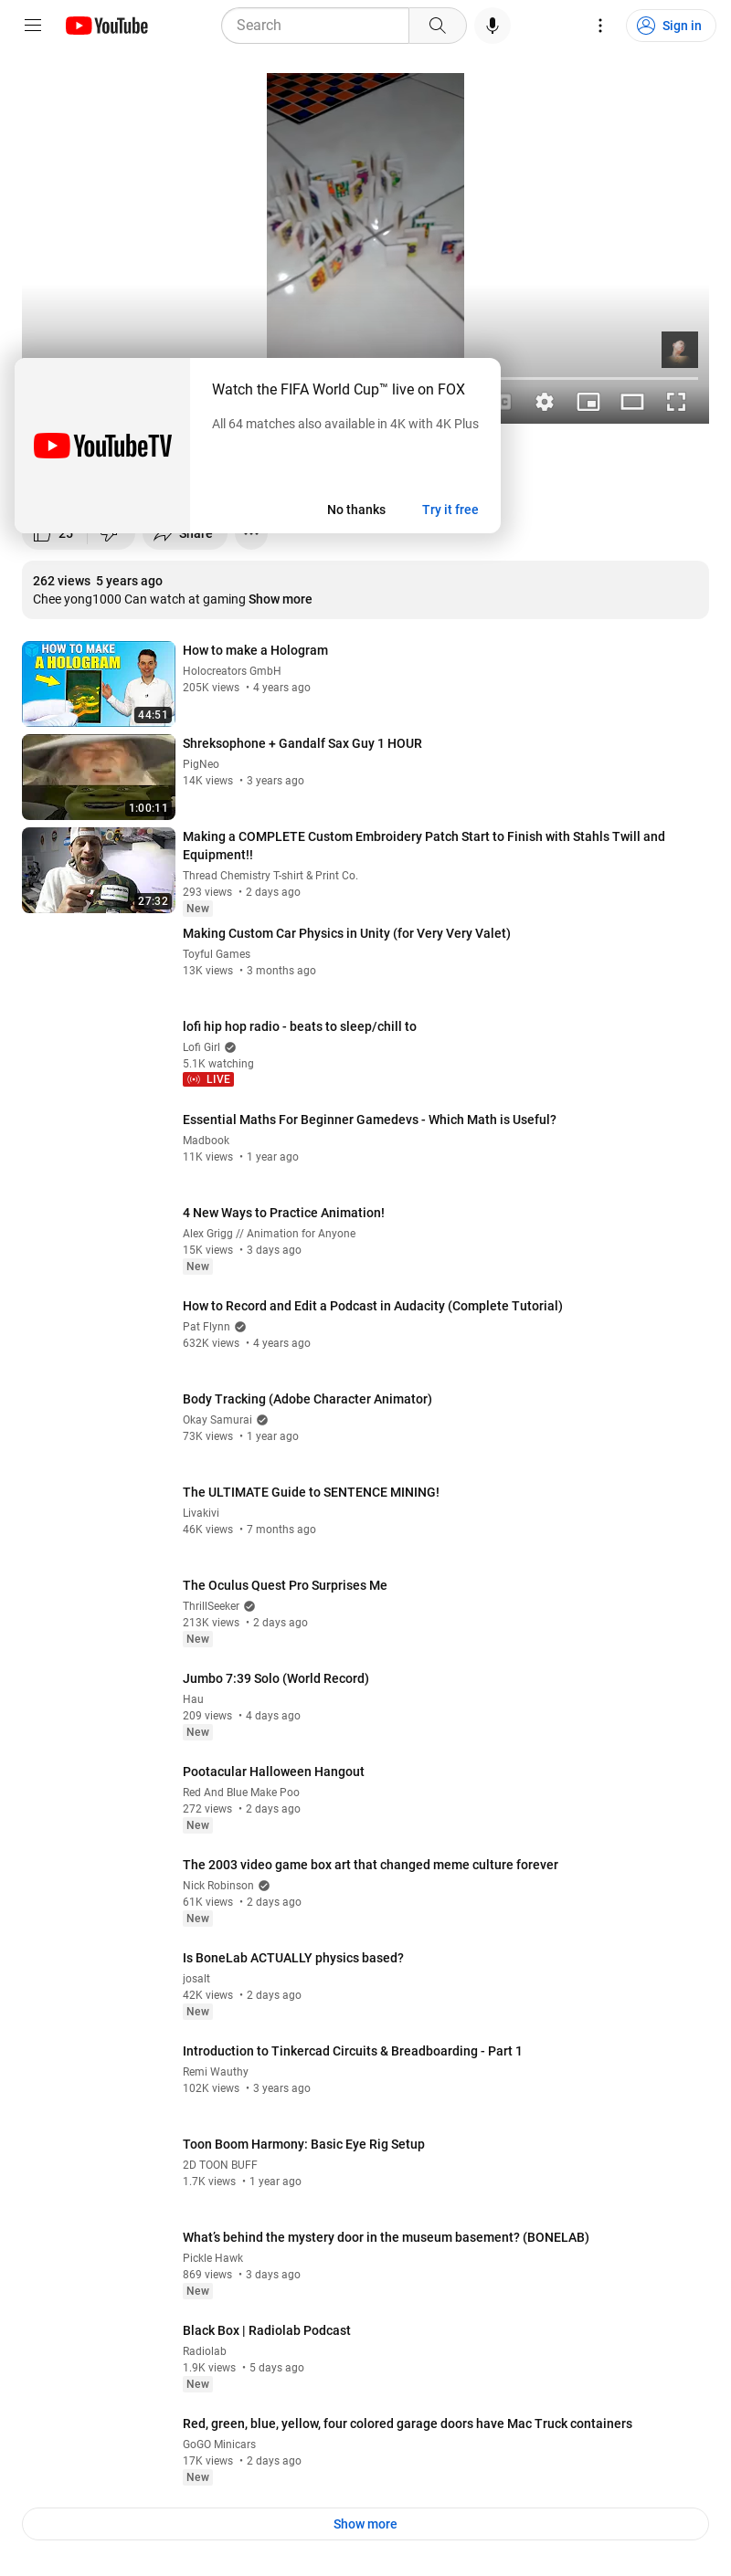 YouTube
Search
Sign in
Watch the FIFA World Cup™ live on FOX
All 64 matches also available in 4K with 4K Plus
YouTubeTV
No thanks
Try it free
25
Share
262 views 5 years ago
Chee yong1000 Can watch at gaming Show more
HOW TO MAKE
A HOLOGRAM
44:51
How to make a Hologram
Holocreators GmbH
205K views • 4 years ago
1:00:11
Shreksophone + Gandalf Sax Guy 1 HOUR
PigNeo
14K views • 3 years ago
27:32
Making a COMPLETE Custom Embroidery Patch Start to Finish with Stahls Twill and
Equipment!!
Thread Chemistry T-shirt & Print Co.
293 views • 2 days ago
New
Making Custom Car Physics in Unity (for Very Very Valet)
Toyful Games
13K views • 3 months ago
lofi hip hop radio - beats to sleep/chill to
Lofi Girl
5.1K watching
LIVE
Essential Maths For Beginner Gamedevs - Which Math is Useful?
Madbook
11K views • 1 year ago
4 New Ways to Practice Animation!
Alex Grigg // Animation for Anyone
15K views • 3 days ago
New
How to Record and Edit a Podcast in Audacity (Complete Tutorial)
Pat Flynn
632K views • 4 years ago
Body Tracking (Adobe Character Animator)
Okay Samurai
73K views • 1 year ago
The ULTIMATE Guide to SENTENCE MINING!
Livakivi
46K views • 7 months ago
The Oculus Quest Pro Surprises Me
ThrillSeeker
213K views • 2 days ago
New
Jumbo 7:39 Solo (World Record)
Hau
209 views • 4 days ago
New
Pootacular Halloween Hangout
Red And Blue Make Poo
272 views • 2 days ago
New
The 2003 video game box art that changed meme culture forever
Nick Robinson
61K views • 2 days ago
New
Is BoneLab ACTUALLY physics based?
josalt
42K views • 2 days ago
New
Introduction to Tinkercad Circuits & Breadboarding - Part 1
Remi Wauthy
102K views • 3 years ago
Toon Boom Harmony: Basic Eye Rig Setup
2D TOON BUFF
1.7K views • 1 year ago
What's behind the mystery door in the museum basement? (BONELAB)
Pickle Hawk
869 views • 3 days ago
New
Black Box | Radiolab Podcast
Radiolab
1.9K views • 5 days ago
New
Red, green, blue, yellow, four colored garage doors have Mac Truck containers
GoGO Minicars
17K views • 2 days ago
New
Show more